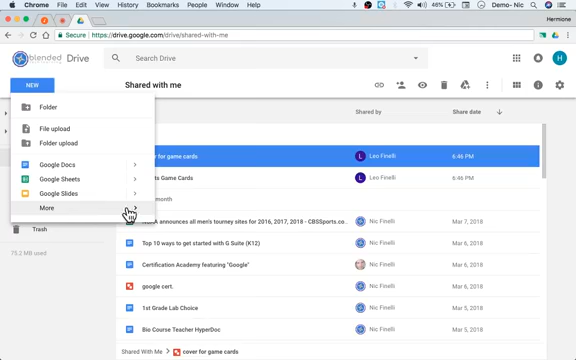 Chrome File Edit View History Bookmarks People Window Help 48% Demo- Nic
Hermione
Secure https://drive.google.com/drive/shared-with-me
blended Drive Search Drive H
NEW Shared with me
Shared by Share date
Folder
File upload
Folder upload
Google Docs
Google Sheets
Google Slides
More
Trash
75.2 MB used
er for game cards L Leo Finelli 6:46 PM
ts Game Cards L Leo Finelli 6:46 PM
month
A announces all men's tourney sites for 2016, 2017, 2018 - CBSSports.co... Nic Finelli Mar 7, 2018
Top 10 ways to get started with G Suite (K12) Nic Finelli Mar 6, 2018
Certification Academy featuring "Google" Nic Finelli Mar 6, 2018
google cert. Nic Finelli Mar 6, 2018
1st Grade Lab Choice Nic Finelli Mar 5, 2018
Bio Course Teacher HyperDoc Nic Finelli Mar 5, 2018
Shared With Me cover for game cards